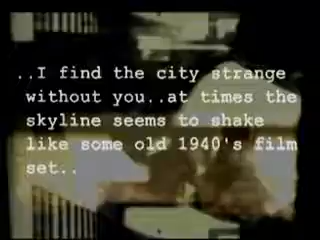 ..I find the city strange
without you..at times the
skyline seems to shake
like some old 1940's film
set..